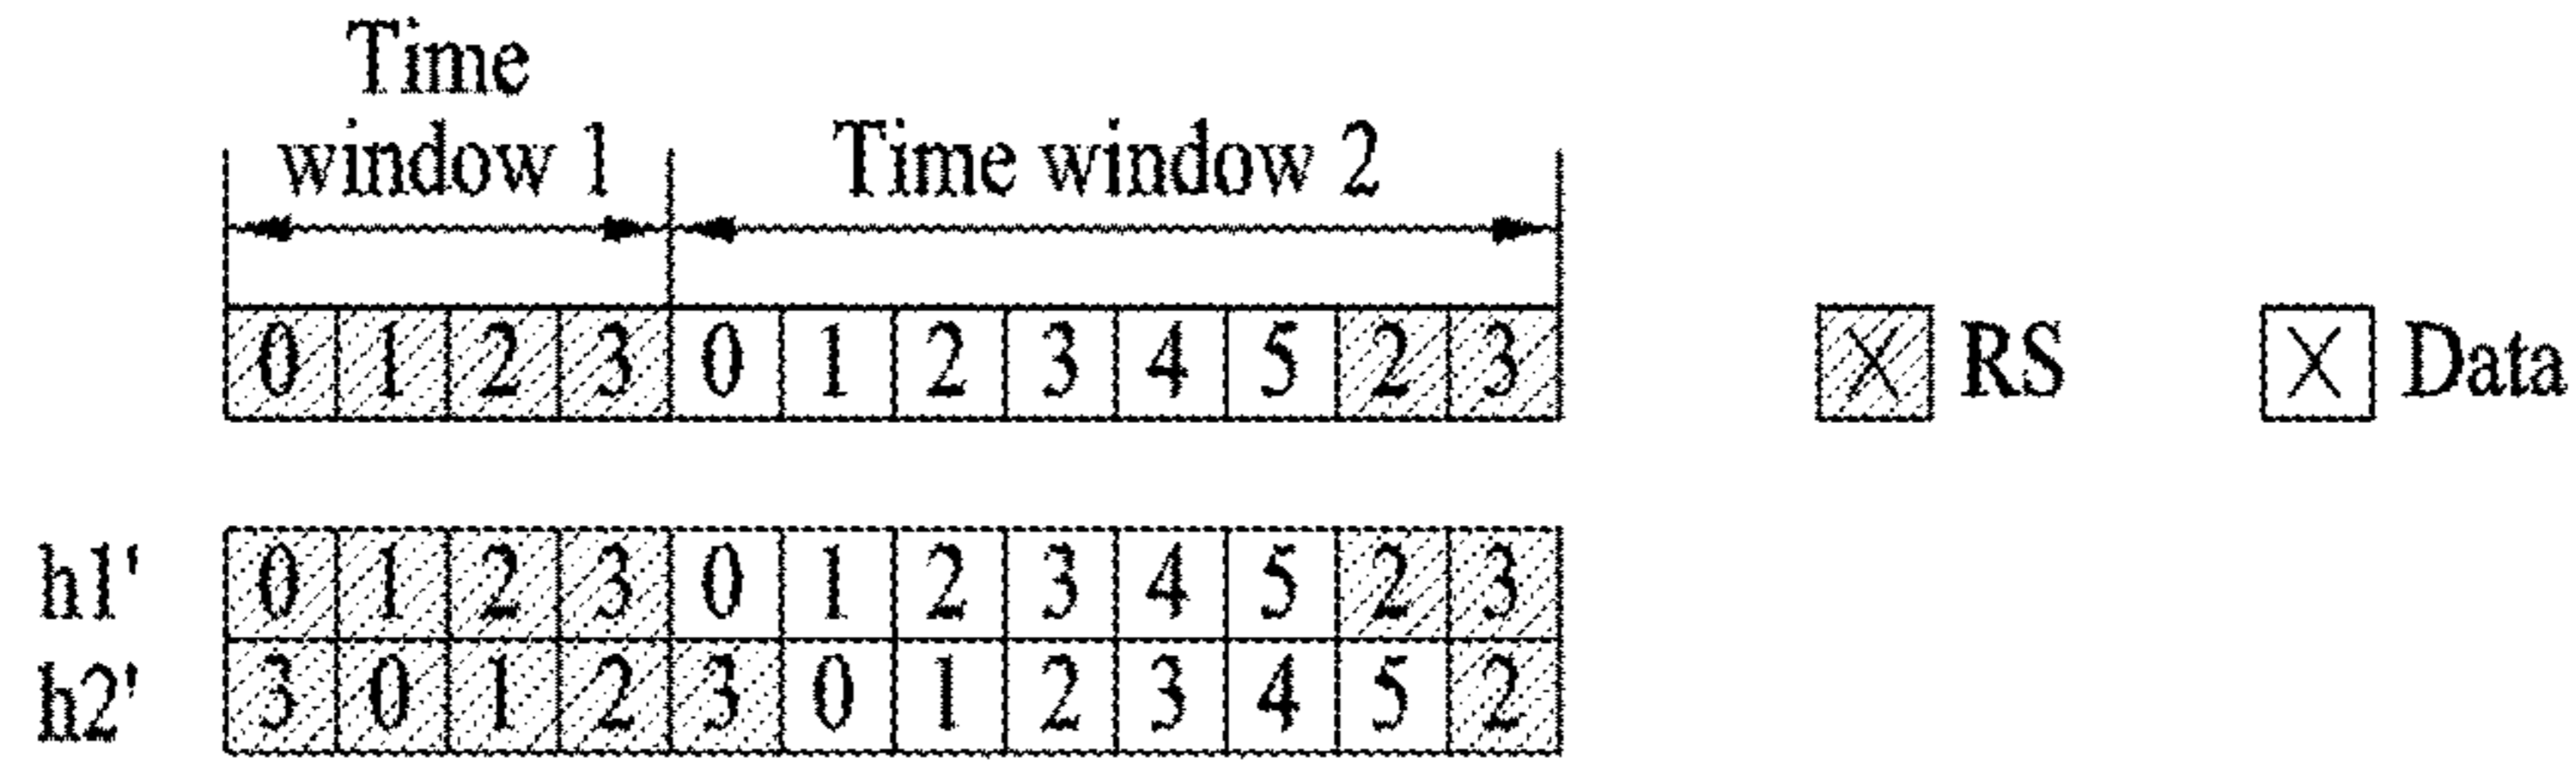 Time
window 1 Time window 2
0 1 2 3 0 1 2 3 4 5 2 3 X RS X Data
h1' 0 1 2 3 0 1 2 3 4 5 2 3
h2' 3 0 1 2 3 0 1 2 3 4 5 2